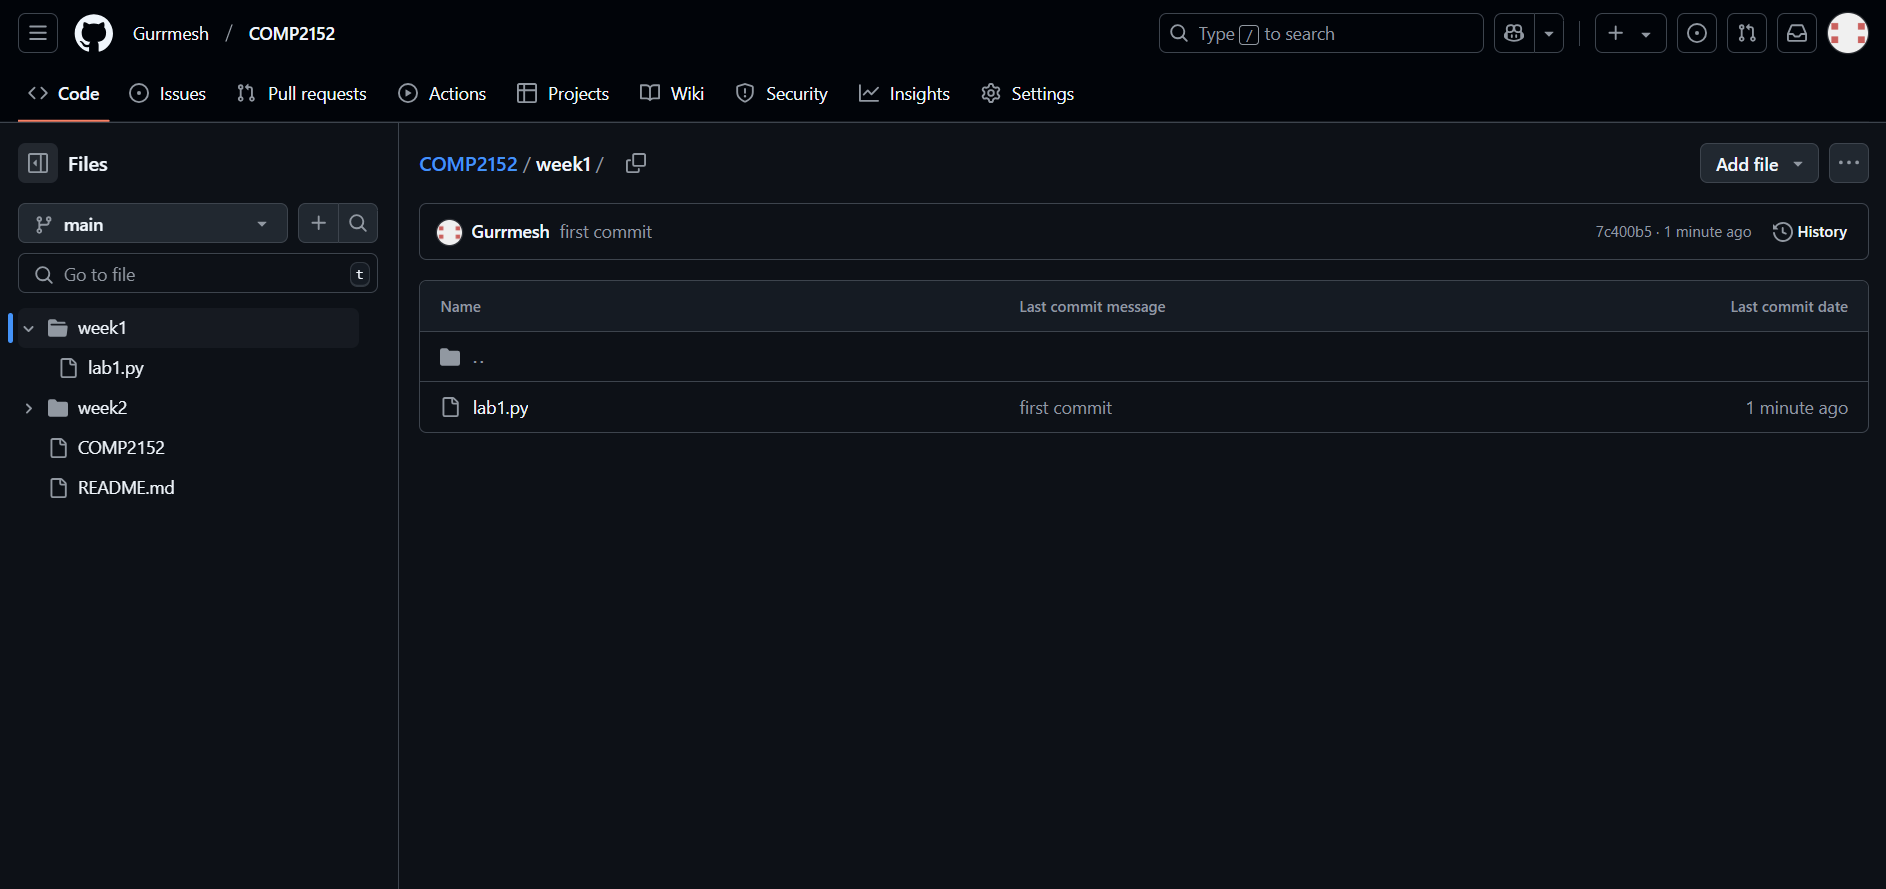 Gurrmesh / COMP2152
Type / to search
Code Issues Pull requests Actions Projects Wiki Security Insights Settings
Files
main
Go to file t
week1
lab1.py
week2
COMP2152
README.md
COMP2152 / week1 /
Add file
Gurrmesh first commit 7c400b5 · 1 minute ago History
Name Last commit message Last commit date
..
lab1.py first commit 1 minute ago